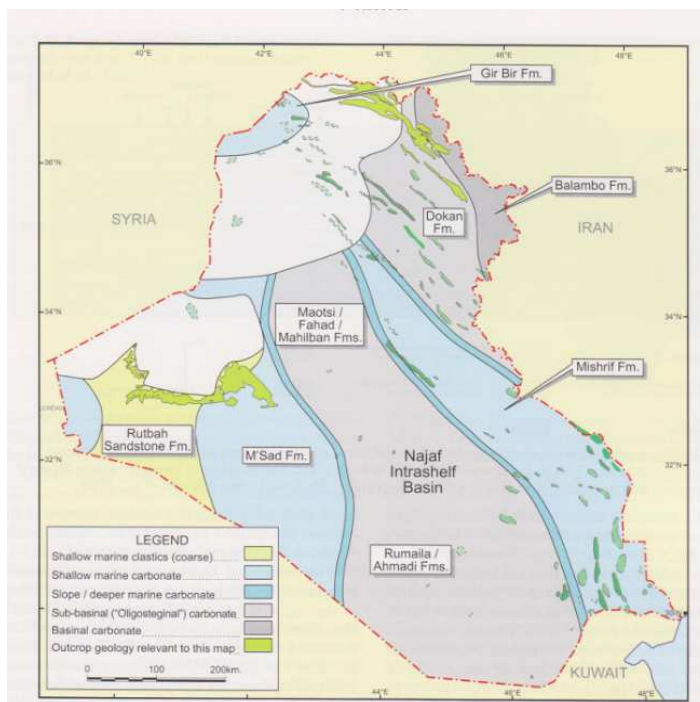 40°E
42°E
44°E
46°E
48°E
Gir Bir Fm.
36°N
36°N
Balambo Fm.
SYRIA
Dokan
Fm.
IRAN
34°N
Maotsi /
Fahad /
Mahilban Fms.
34°N
Mishrif Fm.
Rutbah
Sandstone Fm.
32°N
M'Sad Fm.
Najaf
Intrashelf
Basin
32°N
LEGEND
Shallow marine clastics (coarse)
Shallow marine carbonate
Slope / deeper marine carbonate
Sub-basinal ("Oligosteginal") carbonate
Basinal carbonate
Outcrop geology relevant to this map
0 100 200km.
Rumaila /
Ahmadi Fms.
KUWAIT
44°E
46°E
48°E